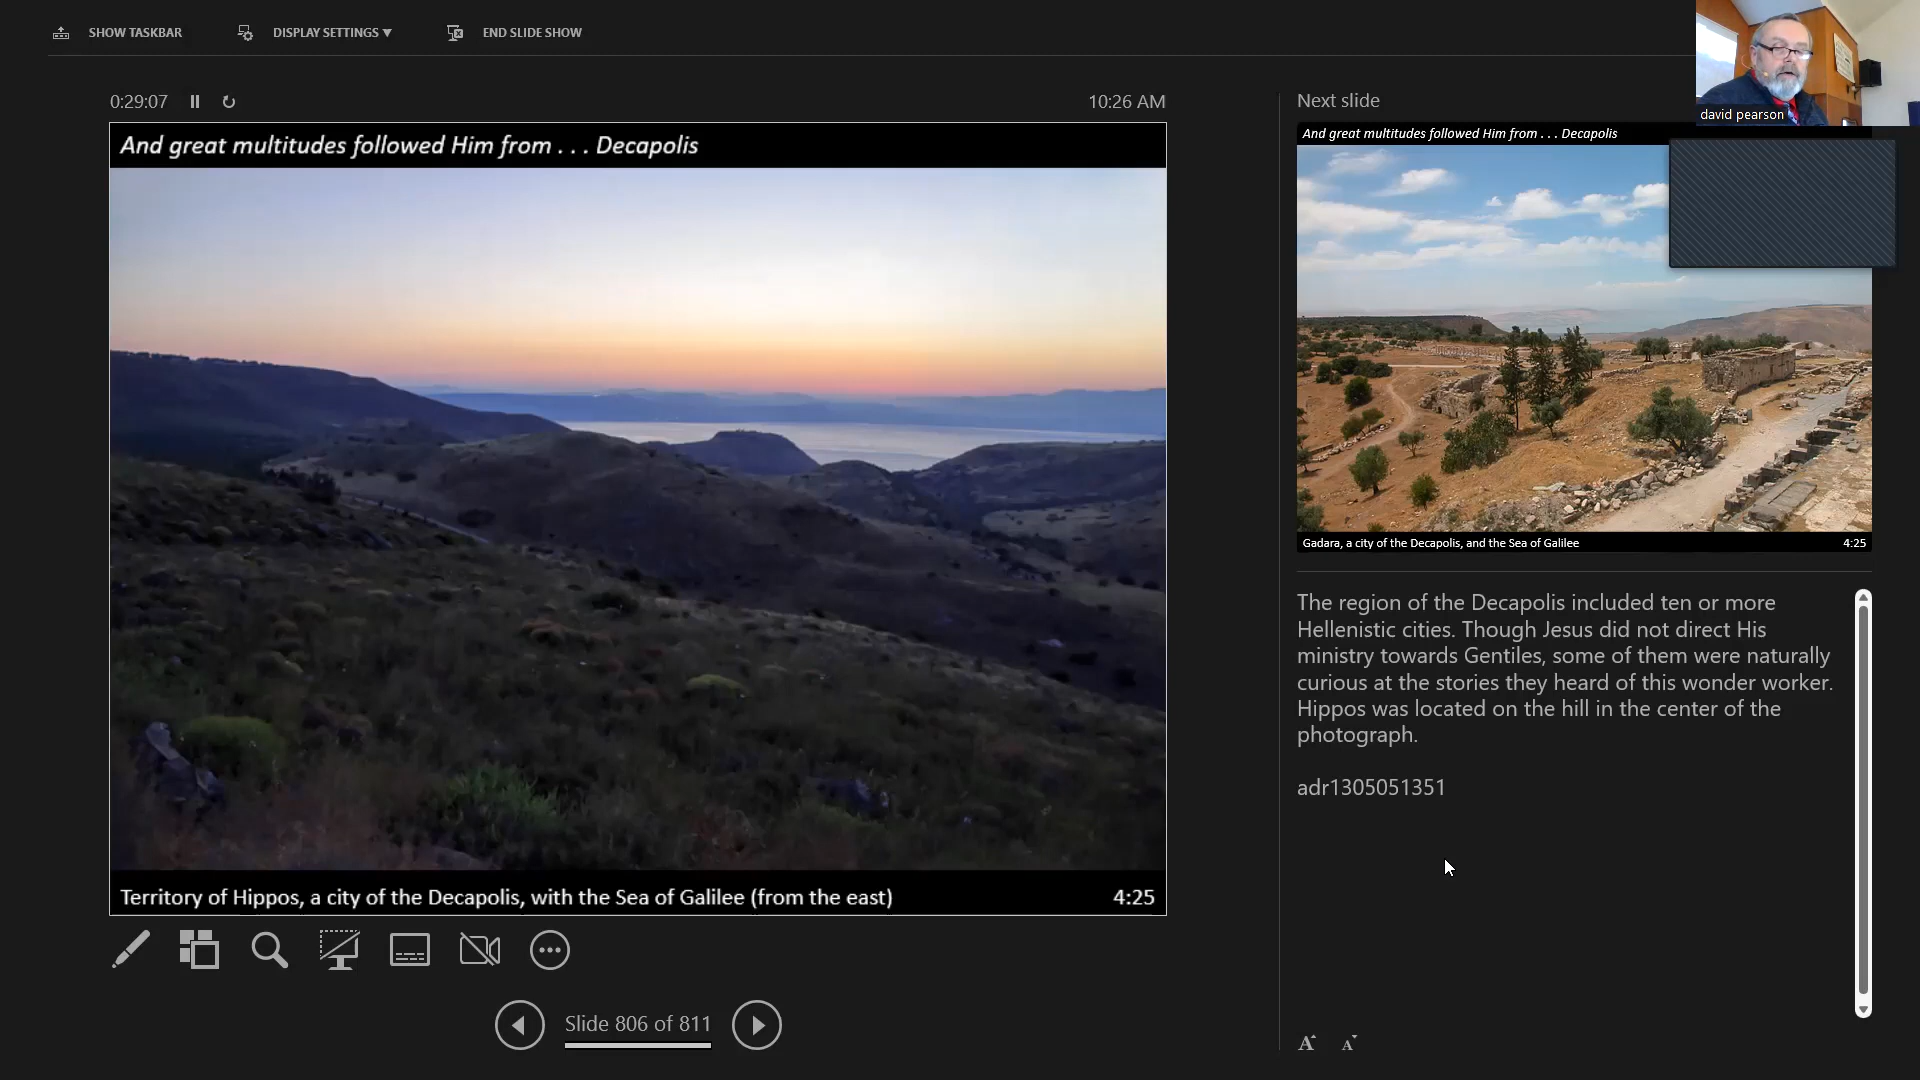 SHOW TASKBAR
DISPLAY SETTINGS ▼
END SLIDE SHOW
david pearson
0:29:07
10:26 AM
Next slide
And great multitudes followed Him from . . . Decapolis
Territory of Hippos, a city of the Decapolis, with the Sea of Galilee (from the east)
4:25
And great multitudes followed Him from . . . Decapolis
Gadara, a city of the Decapolis, and the Sea of Galilee
4:25
The region of the Decapolis included ten or more
Hellenistic cities. Though Jesus did not direct His
ministry towards Gentiles, some of them were naturally
curious at the stories they heard of this wonder worker.
Hippos was located on the hill in the center of the
photograph.
adr1305051351
Slide 806 of 811
A
A